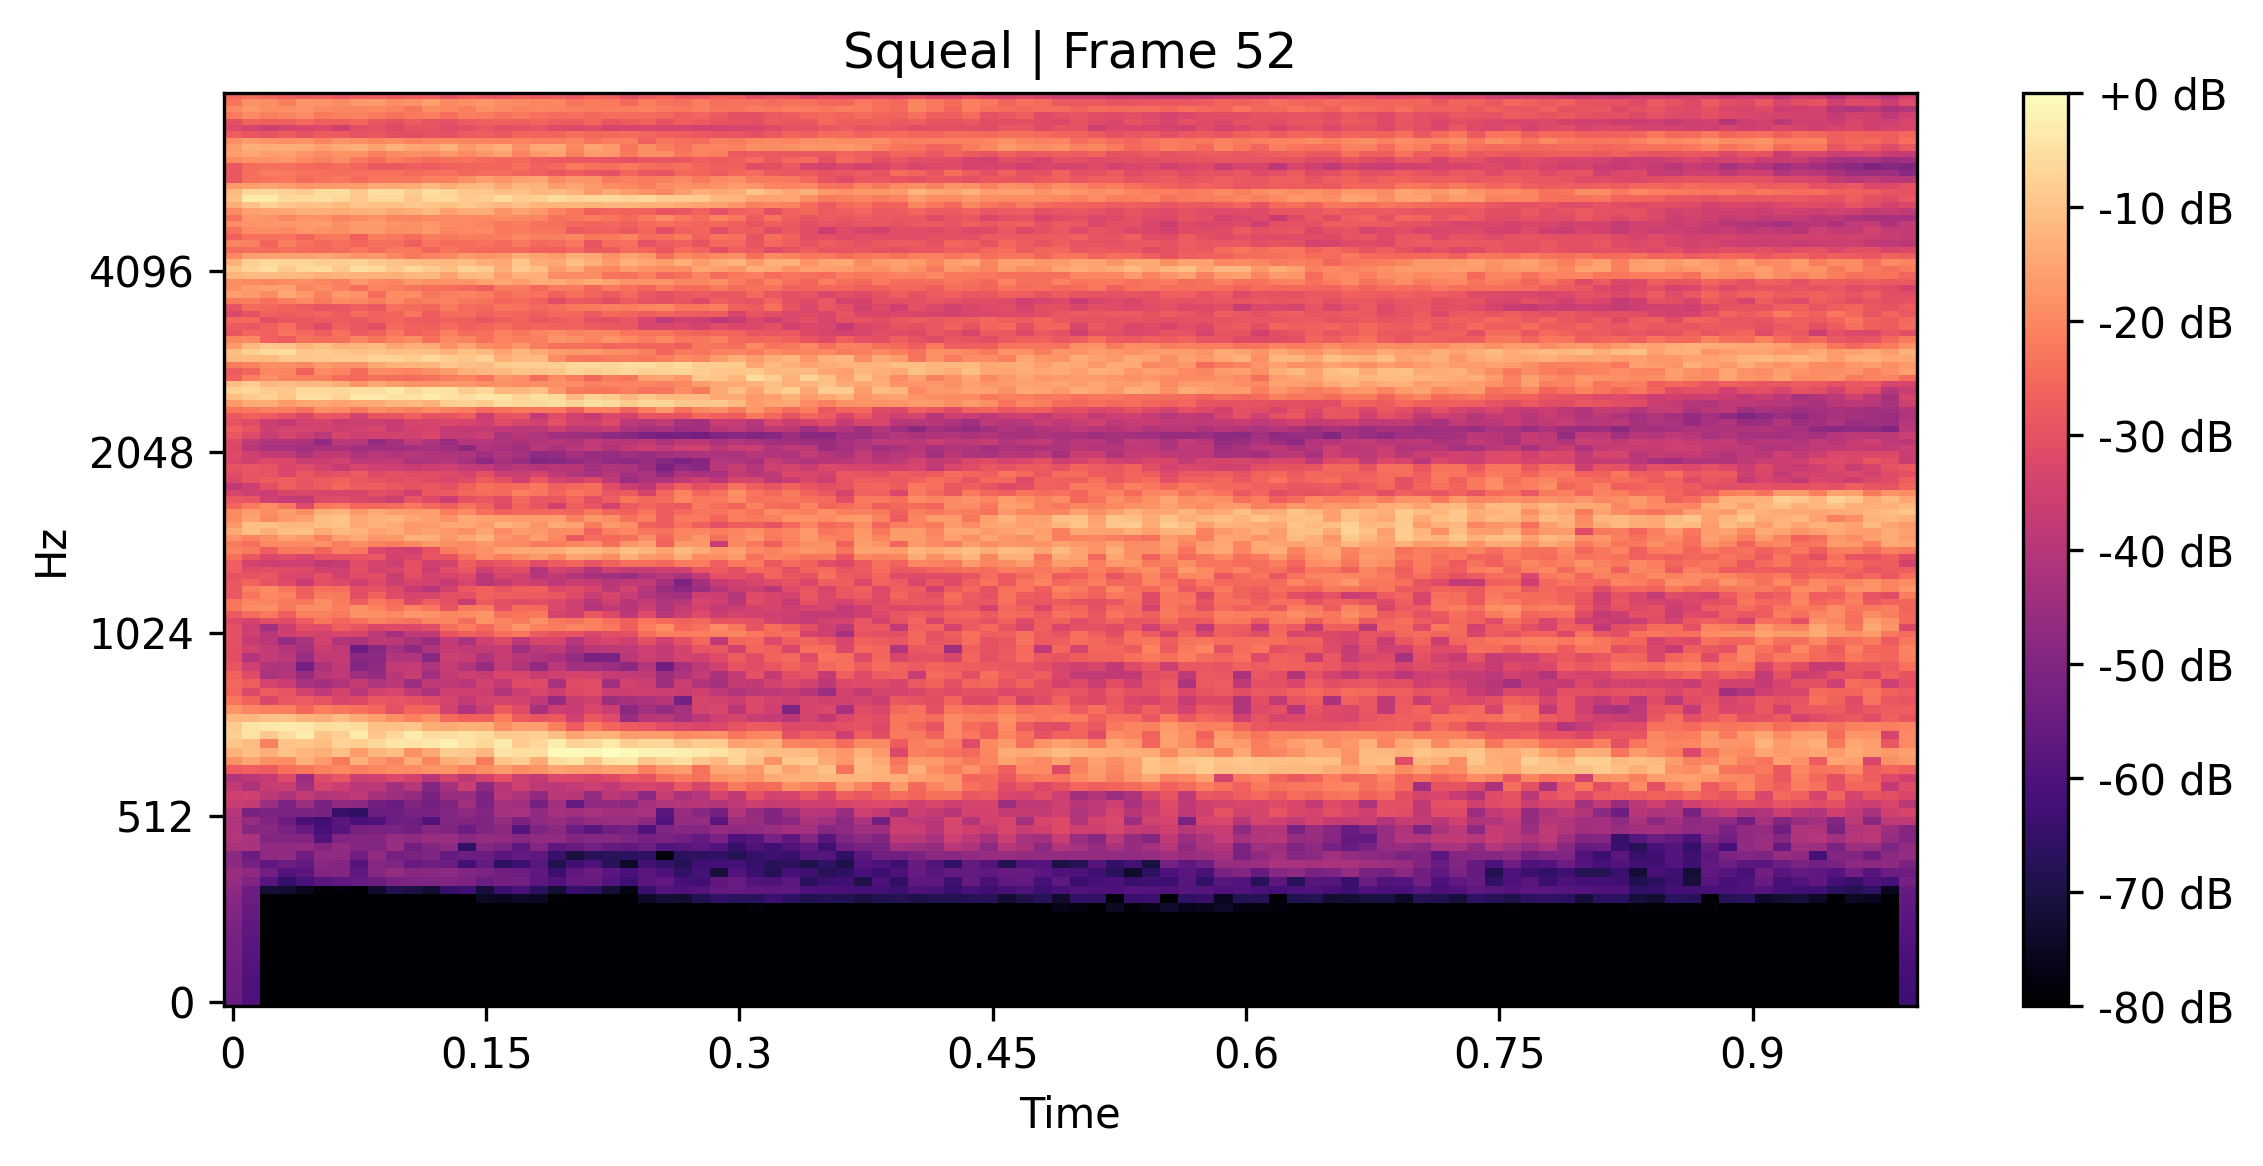 Squeal | Frame 52
Hz
4096
2048
1024
512
0
0 0.15 0.3 0.45 0.6 0.75 0.9
Time
+0 dB
-10 dB
-20 dB
-30 dB
-40 dB
-50 dB
-60 dB
-70 dB
-80 dB